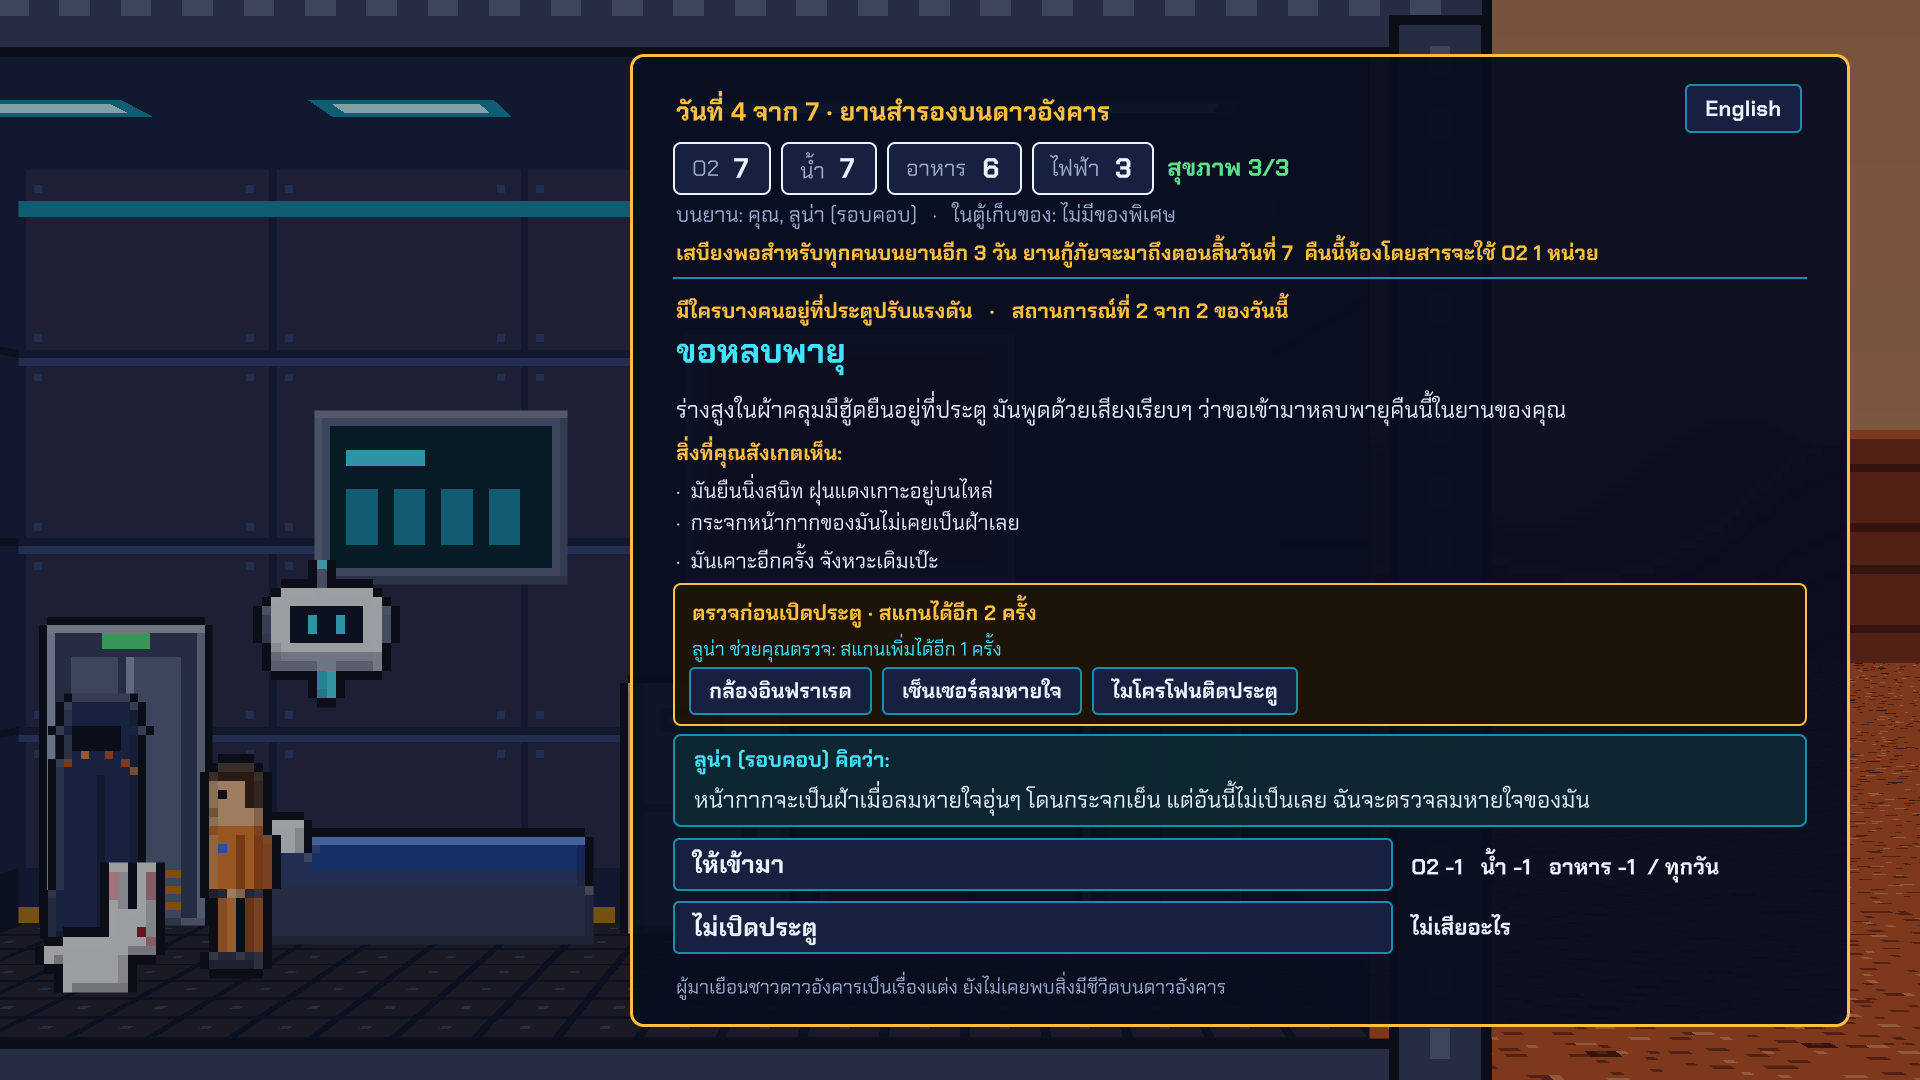 วันที่ 4 จาก 7 · ยานสำรองบนดาวอังคาร
English
O2 7 น้ำ 7 อาหาร 6 ไฟฟ้า 3 สุขภาพ 3/3
บนยาน: คุณ, ลูน่า (รอบคอบ) · ในตู้เก็บของ: ไม่มีของพิเศษ
เสบียงพอสำหรับทุกคนบนยานอีก 3 วัน ยานกู้ภัยจะมาถึงตอนสิ้นวันที่ 7 คืนนี้ห้องโดยสารจะใช้ O2 1 หน่วย
มีใครบางคนอยู่ที่ประตูปรับแรงดัน · สถานการณ์ที่ 2 จาก 2 ของวันนี้
ขอหลบพายุ
ร่างสูงในผ้าคลุมมีฮู้ดยืนอยู่ที่ประตู มันพูดด้วยเสียงเรียบๆ ว่าขอเข้ามาหลบพายุคืนนี้ในยานของคุณ
สิ่งที่คุณสังเกตเห็น:
· มันยืนนิ่งสนิท ฝุ่นแดงเกาะอยู่บนไหล่
· กระจกหน้ากากของมันไม่เคยเป็นฝ้าเลย
· มันเคาะอีกครั้ง จังหวะเดิมเป๊ะ
ตรวจก่อนเปิดประตู · สแกนได้อีก 2 ครั้ง
ลูน่า ช่วยคุณตรวจ: สแกนเพิ่มได้อีก 1 ครั้ง
กล้องอินฟราเรด เซ็นเซอร์ลมหายใจ ไมโครโฟนติดประตู
ลูน่า (รอบคอบ) คิดว่า:
หน้ากากจะเป็นฝ้าเมื่อลมหายใจอุ่นๆ โดนกระจกเย็น แต่อันนี้ไม่เป็นเลย ฉันจะตรวจลมหายใจของมัน
ให้เข้ามา O2 -1 น้ำ -1 อาหาร -1 / ทุกวัน
ไม่เปิดประตู ไม่เสียอะไร
ผู้มาเยือนชาวดาวอังคารเป็นเรื่องแต่ง ยังไม่เคยพบสิ่งมีชีวิตบนดาวอังคาร